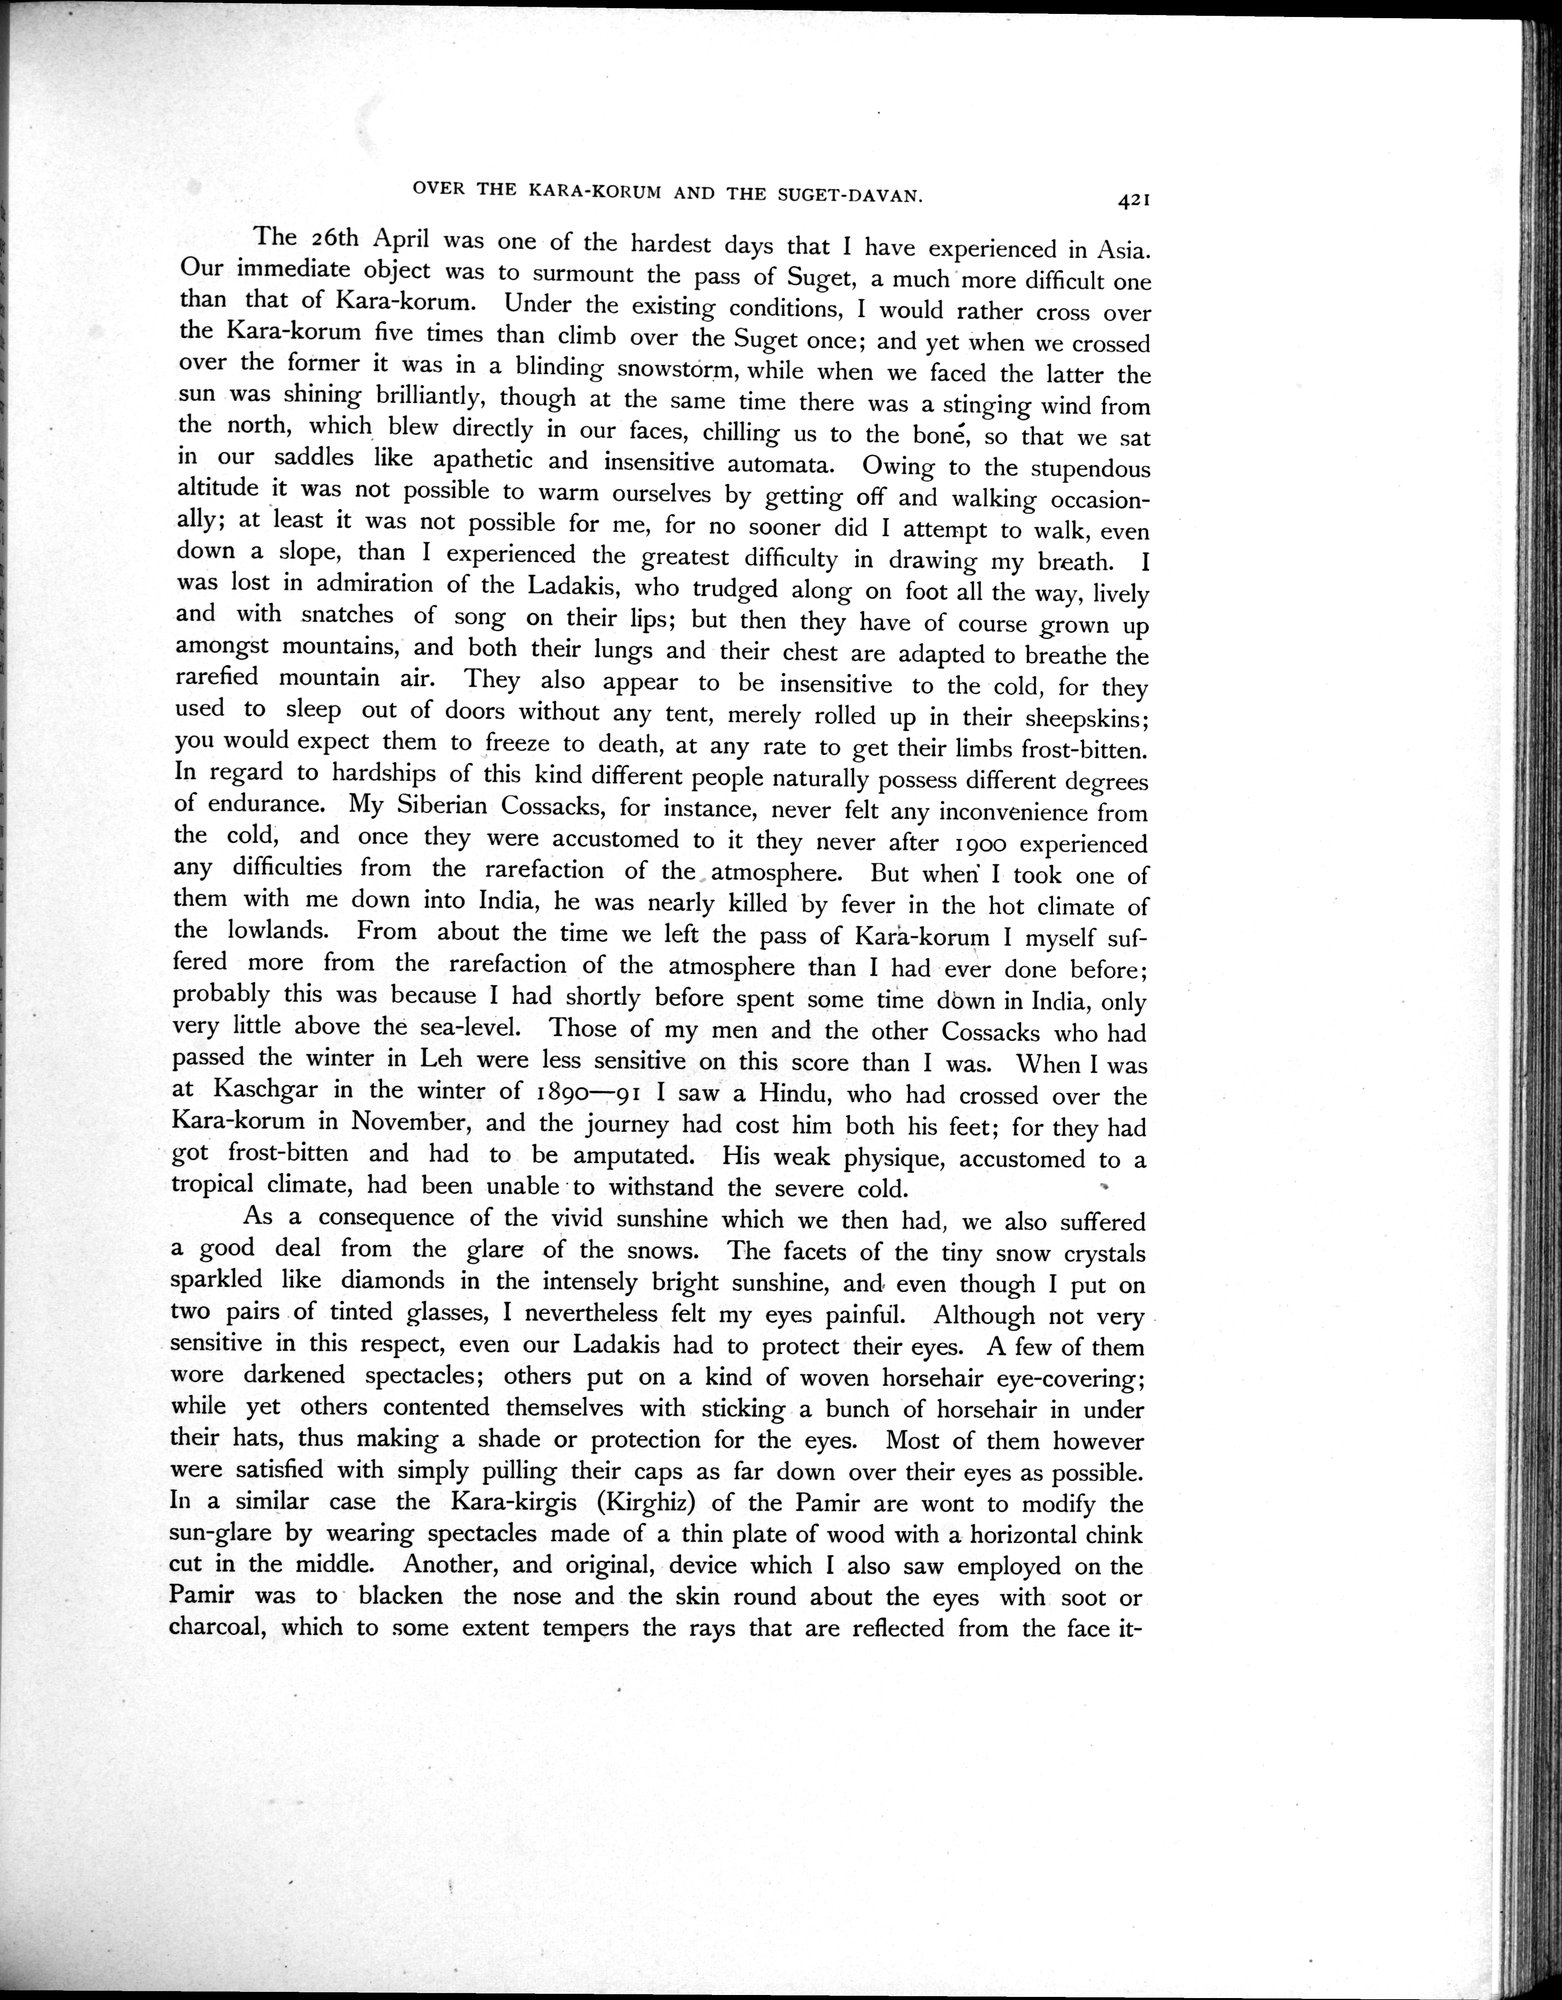 OVER THE KARA-KORUM AND THE SUGET-DAVAN. 421
The 26th April was one of the hardest days that I have experienced in Asia.
Our immediate object was to surmount the pass of Suget, a much more difficult one
than that of Kara-korum. Under the existing conditions, I would rather cross over
the Kara-korum five times than climb over the Suget once; and yet when we crossed
over the former it was in a blinding snowstorm, while when we faced the latter the
sun was shining brilliantly, though at the same time there was a stinging wind from
the north, which blew directly in our faces, chilling us to the bone, so that we sat
in our saddles like apathetic and insensitive automata. Owing to the stupendous
altitude it was not possible to warm ourselves by getting off and walking occasion-
ally; at least it was not possible for me, for no sooner did I attempt to walk, even
down a slope, than I experienced the greatest difficulty in drawing my breath. I
was lost in admiration of the Ladakis, who trudged along on foot all the way, lively
and with snatches of song on their lips; but then they have of course grown up
amongst mountains, and both their lungs and their chest are adapted to breathe the
rarefied mountain air. They also appear to be insensitive to the cold, for they
used to sleep out of doors without any tent, merely rolled up in their sheepskins;
you would expect them to freeze to death, at any rate to get their limbs frost-bitten.
In regard to hardships of this kind different people naturally possess different degrees
of endurance. My Siberian Cossacks, for instance, never felt any inconvenience from
the cold, and once they were accustomed to it they never after 1900 experienced
any difficulties from the rarefaction of the atmosphere. But when I took one of
them with me down into India, he was nearly killed by fever in the hot climate of
the lowlands. From about the time we left the pass of Kara-korum I myself suf-
fered more from the rarefaction of the atmosphere than I had ever done before;
probably this was because I had shortly before spent some time down in India, only
very little above the sea-level. Those of my men and the other Cossacks who had
passed the winter in Leh were less sensitive on this score than I was. When I was
at Kaschgar in the winter of 1890—91 I saw a Hindu, who had crossed over the
Kara-korum in November, and the journey had cost him both his feet; for they had
got frost-bitten and had to be amputated. His weak physique, accustomed to a
tropical climate, had been unable to withstand the severe cold.
As a consequence of the vivid sunshine which we then had, we also suffered
a good deal from the glare of the snows. The facets of the tiny snow crystals
sparkled like diamonds in the intensely bright sunshine, and even though I put on
two pairs of tinted glasses, I nevertheless felt my eyes painful. Although not very
sensitive in this respect, even our Ladakis had to protect their eyes. A few of them
wore darkened spectacles; others put on a kind of woven horsehair eye-covering;
while yet others contented themselves with sticking a bunch of horsehair in under
their hats, thus making a shade or protection for the eyes. Most of them however
were satisfied with simply pulling their caps as far down over their eyes as possible.
In a similar case the Kara-kirgis (Kirghiz) of the Pamir are wont to modify the
sun-glare by wearing spectacles made of a thin plate of wood with a horizontal chink
cut in the middle. Another, and original, device which I also saw employed on the
Pamir was to blacken the nose and the skin round about the eyes with soot or
charcoal, which to some extent tempers the rays that are reflected from the face it-